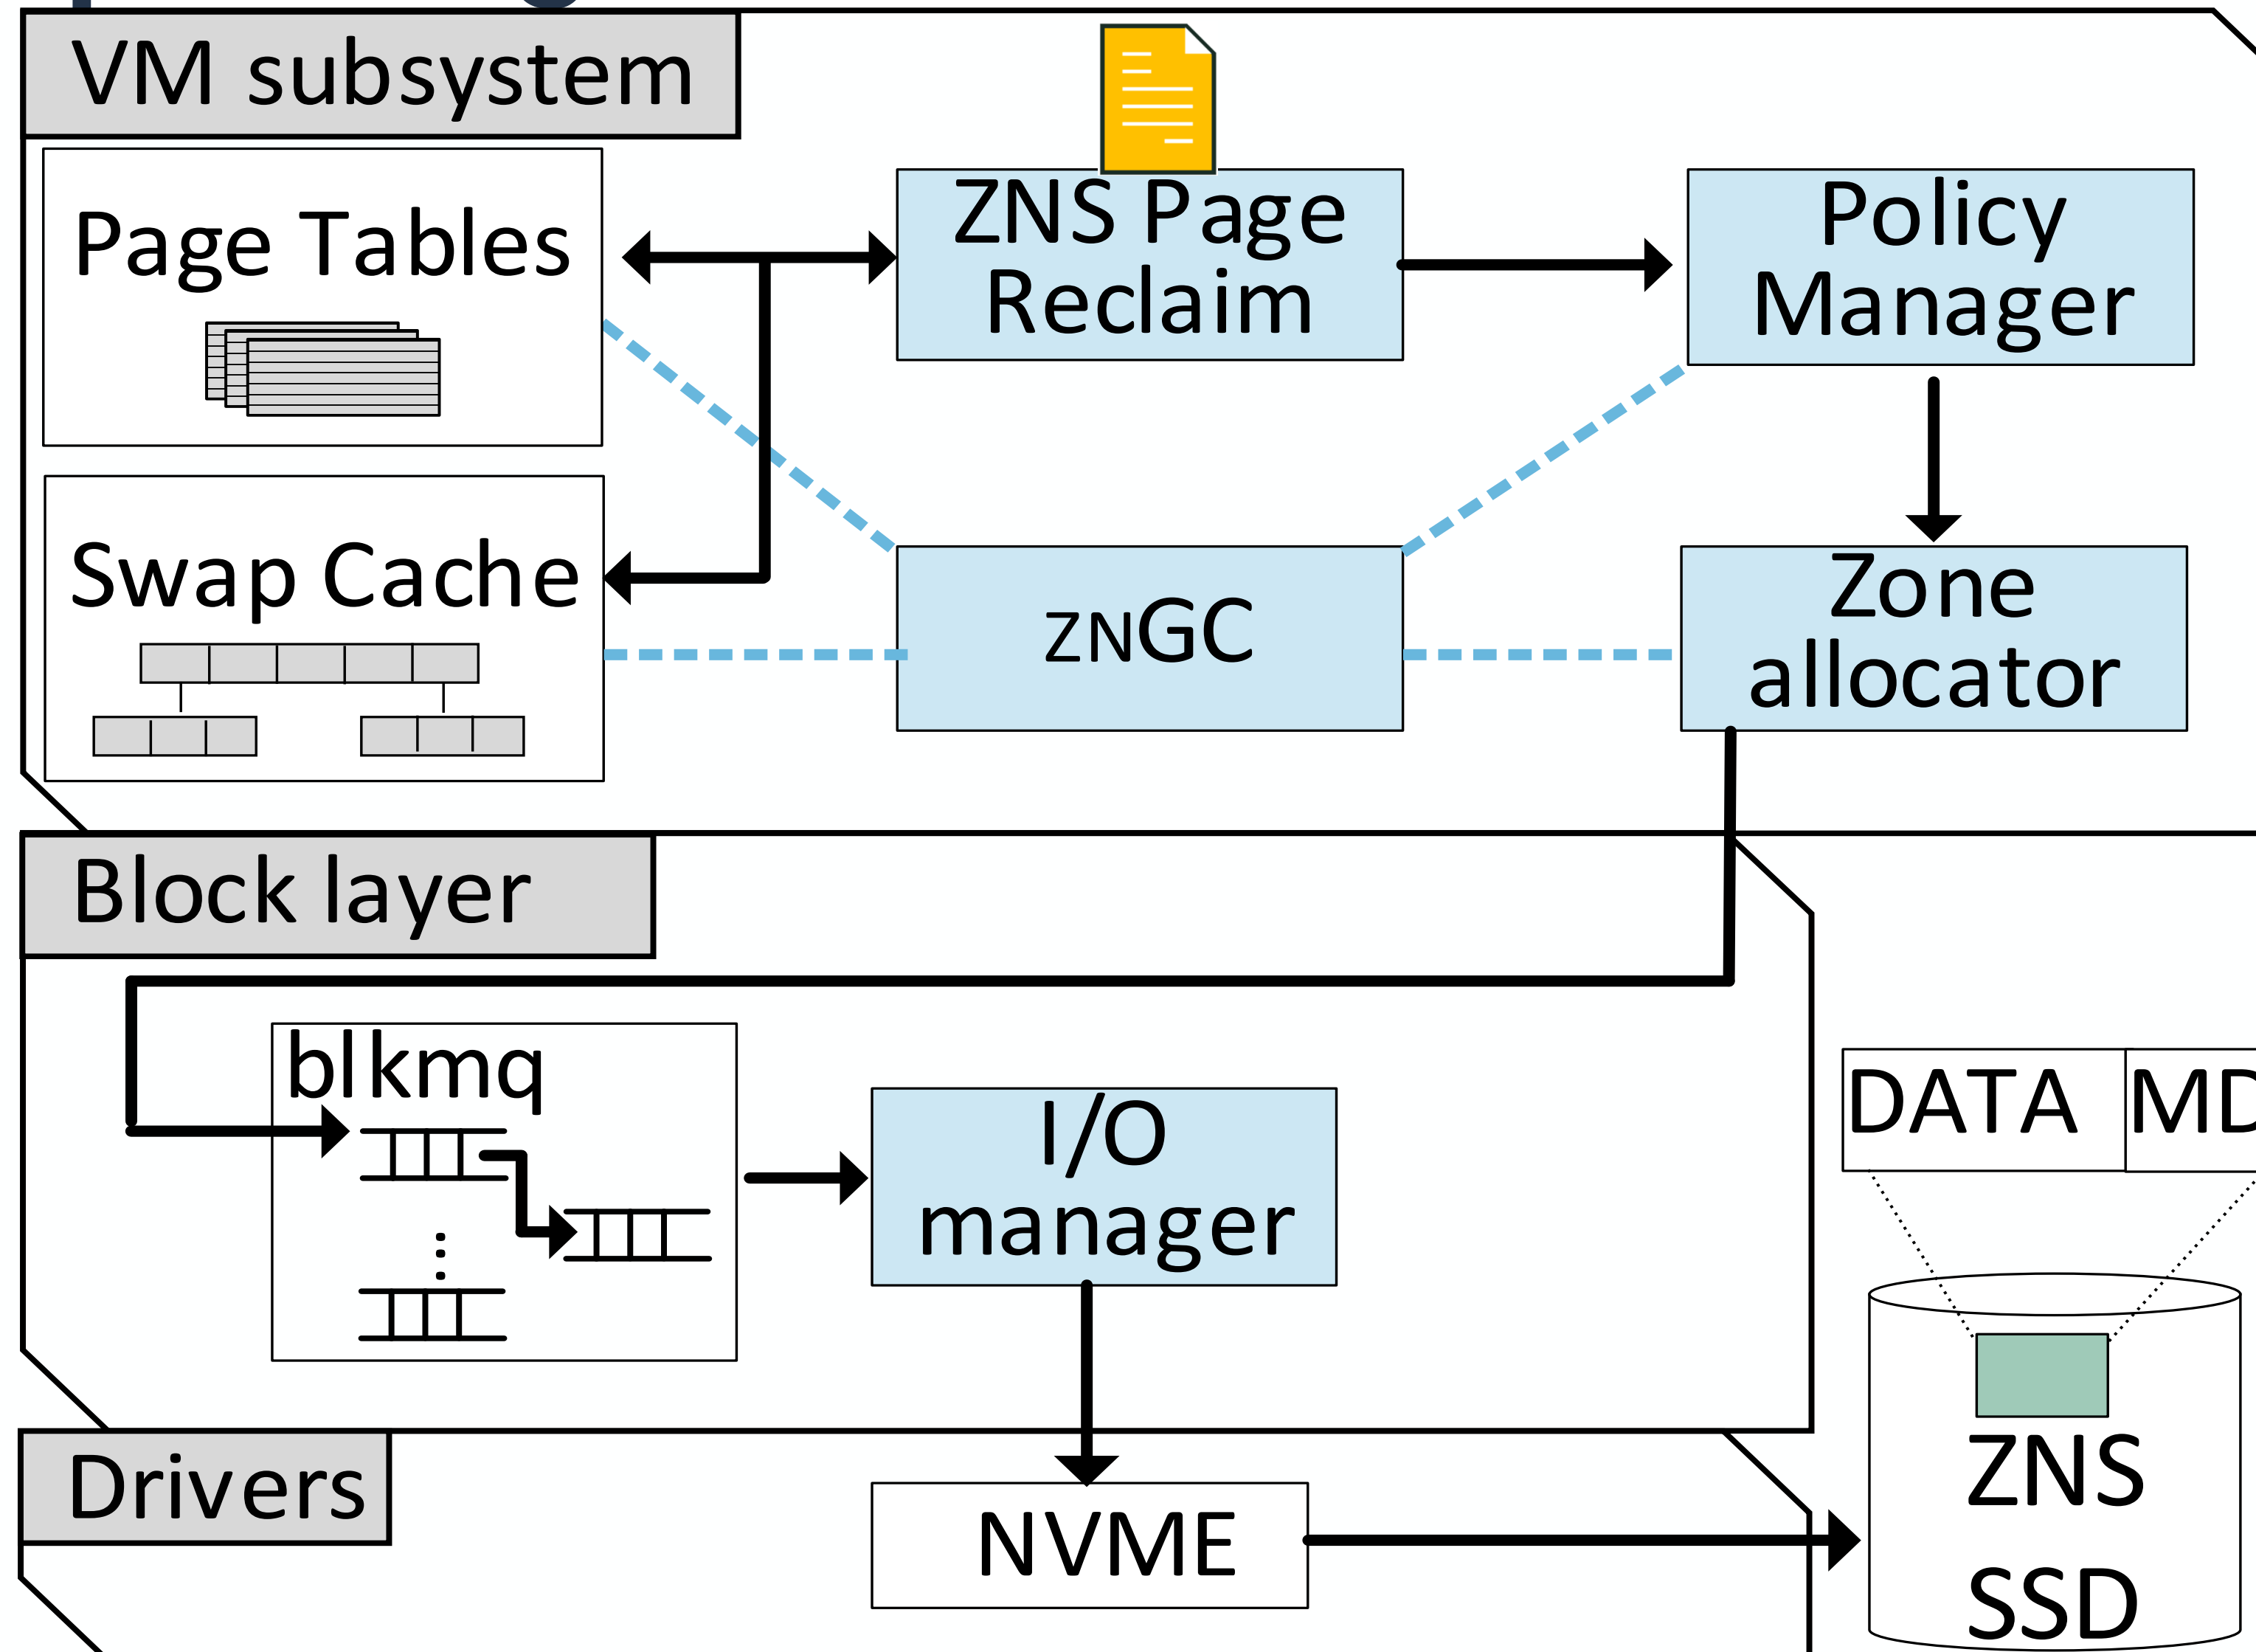 VM subsystem
Page Tables
ZNS Page
Reclaim
Policy
Manager
Swap Cache
ZNGC
Zone
allocator
Block layer
blkmq
I/O
manager
DATA
MD
Drivers
NVME
ZNS
SSD